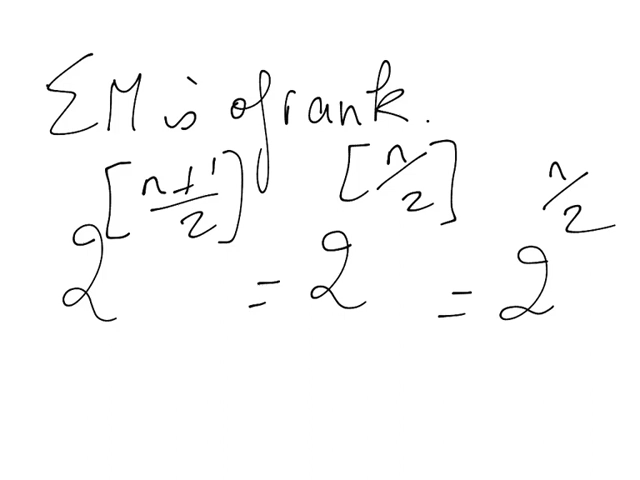 ΣM is of rank.
2^[(n+1)/2] = 2^[n/2] = 2^n/2